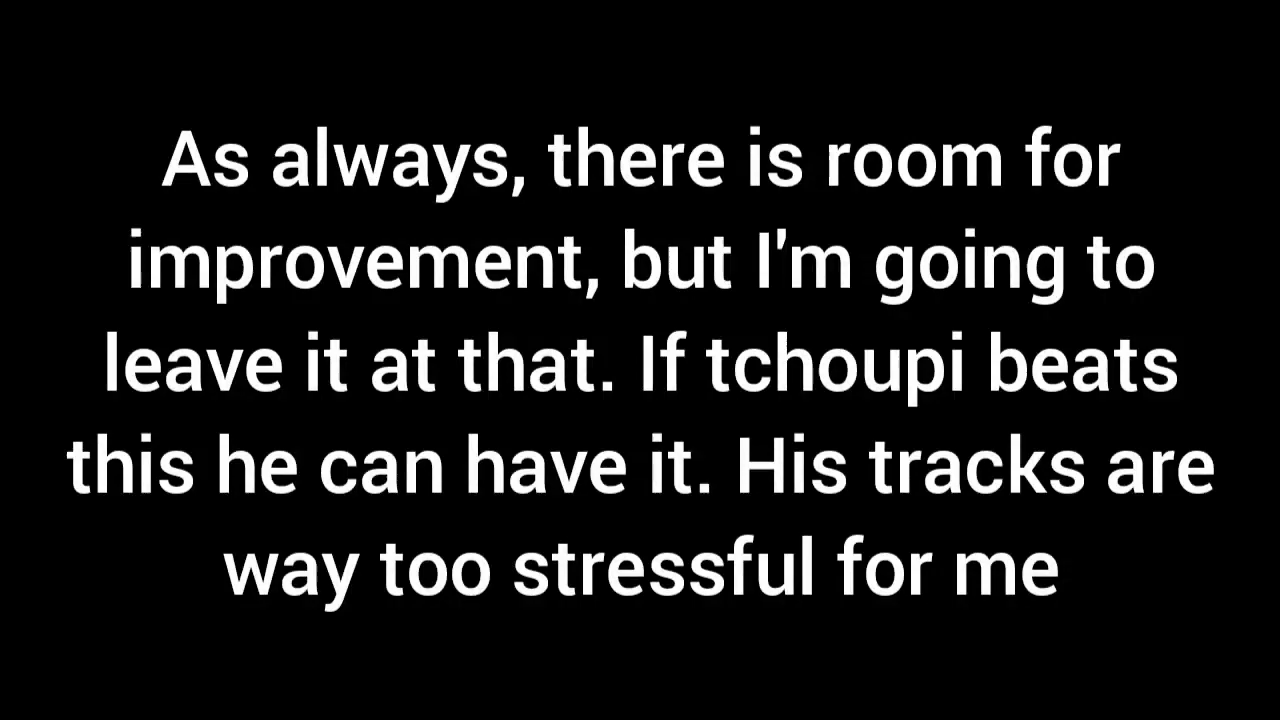 As always, there is room for
improvement, but I'm going to
leave it at that. If tchoupi beats
this he can have it. His tracks are
way too stressful for me